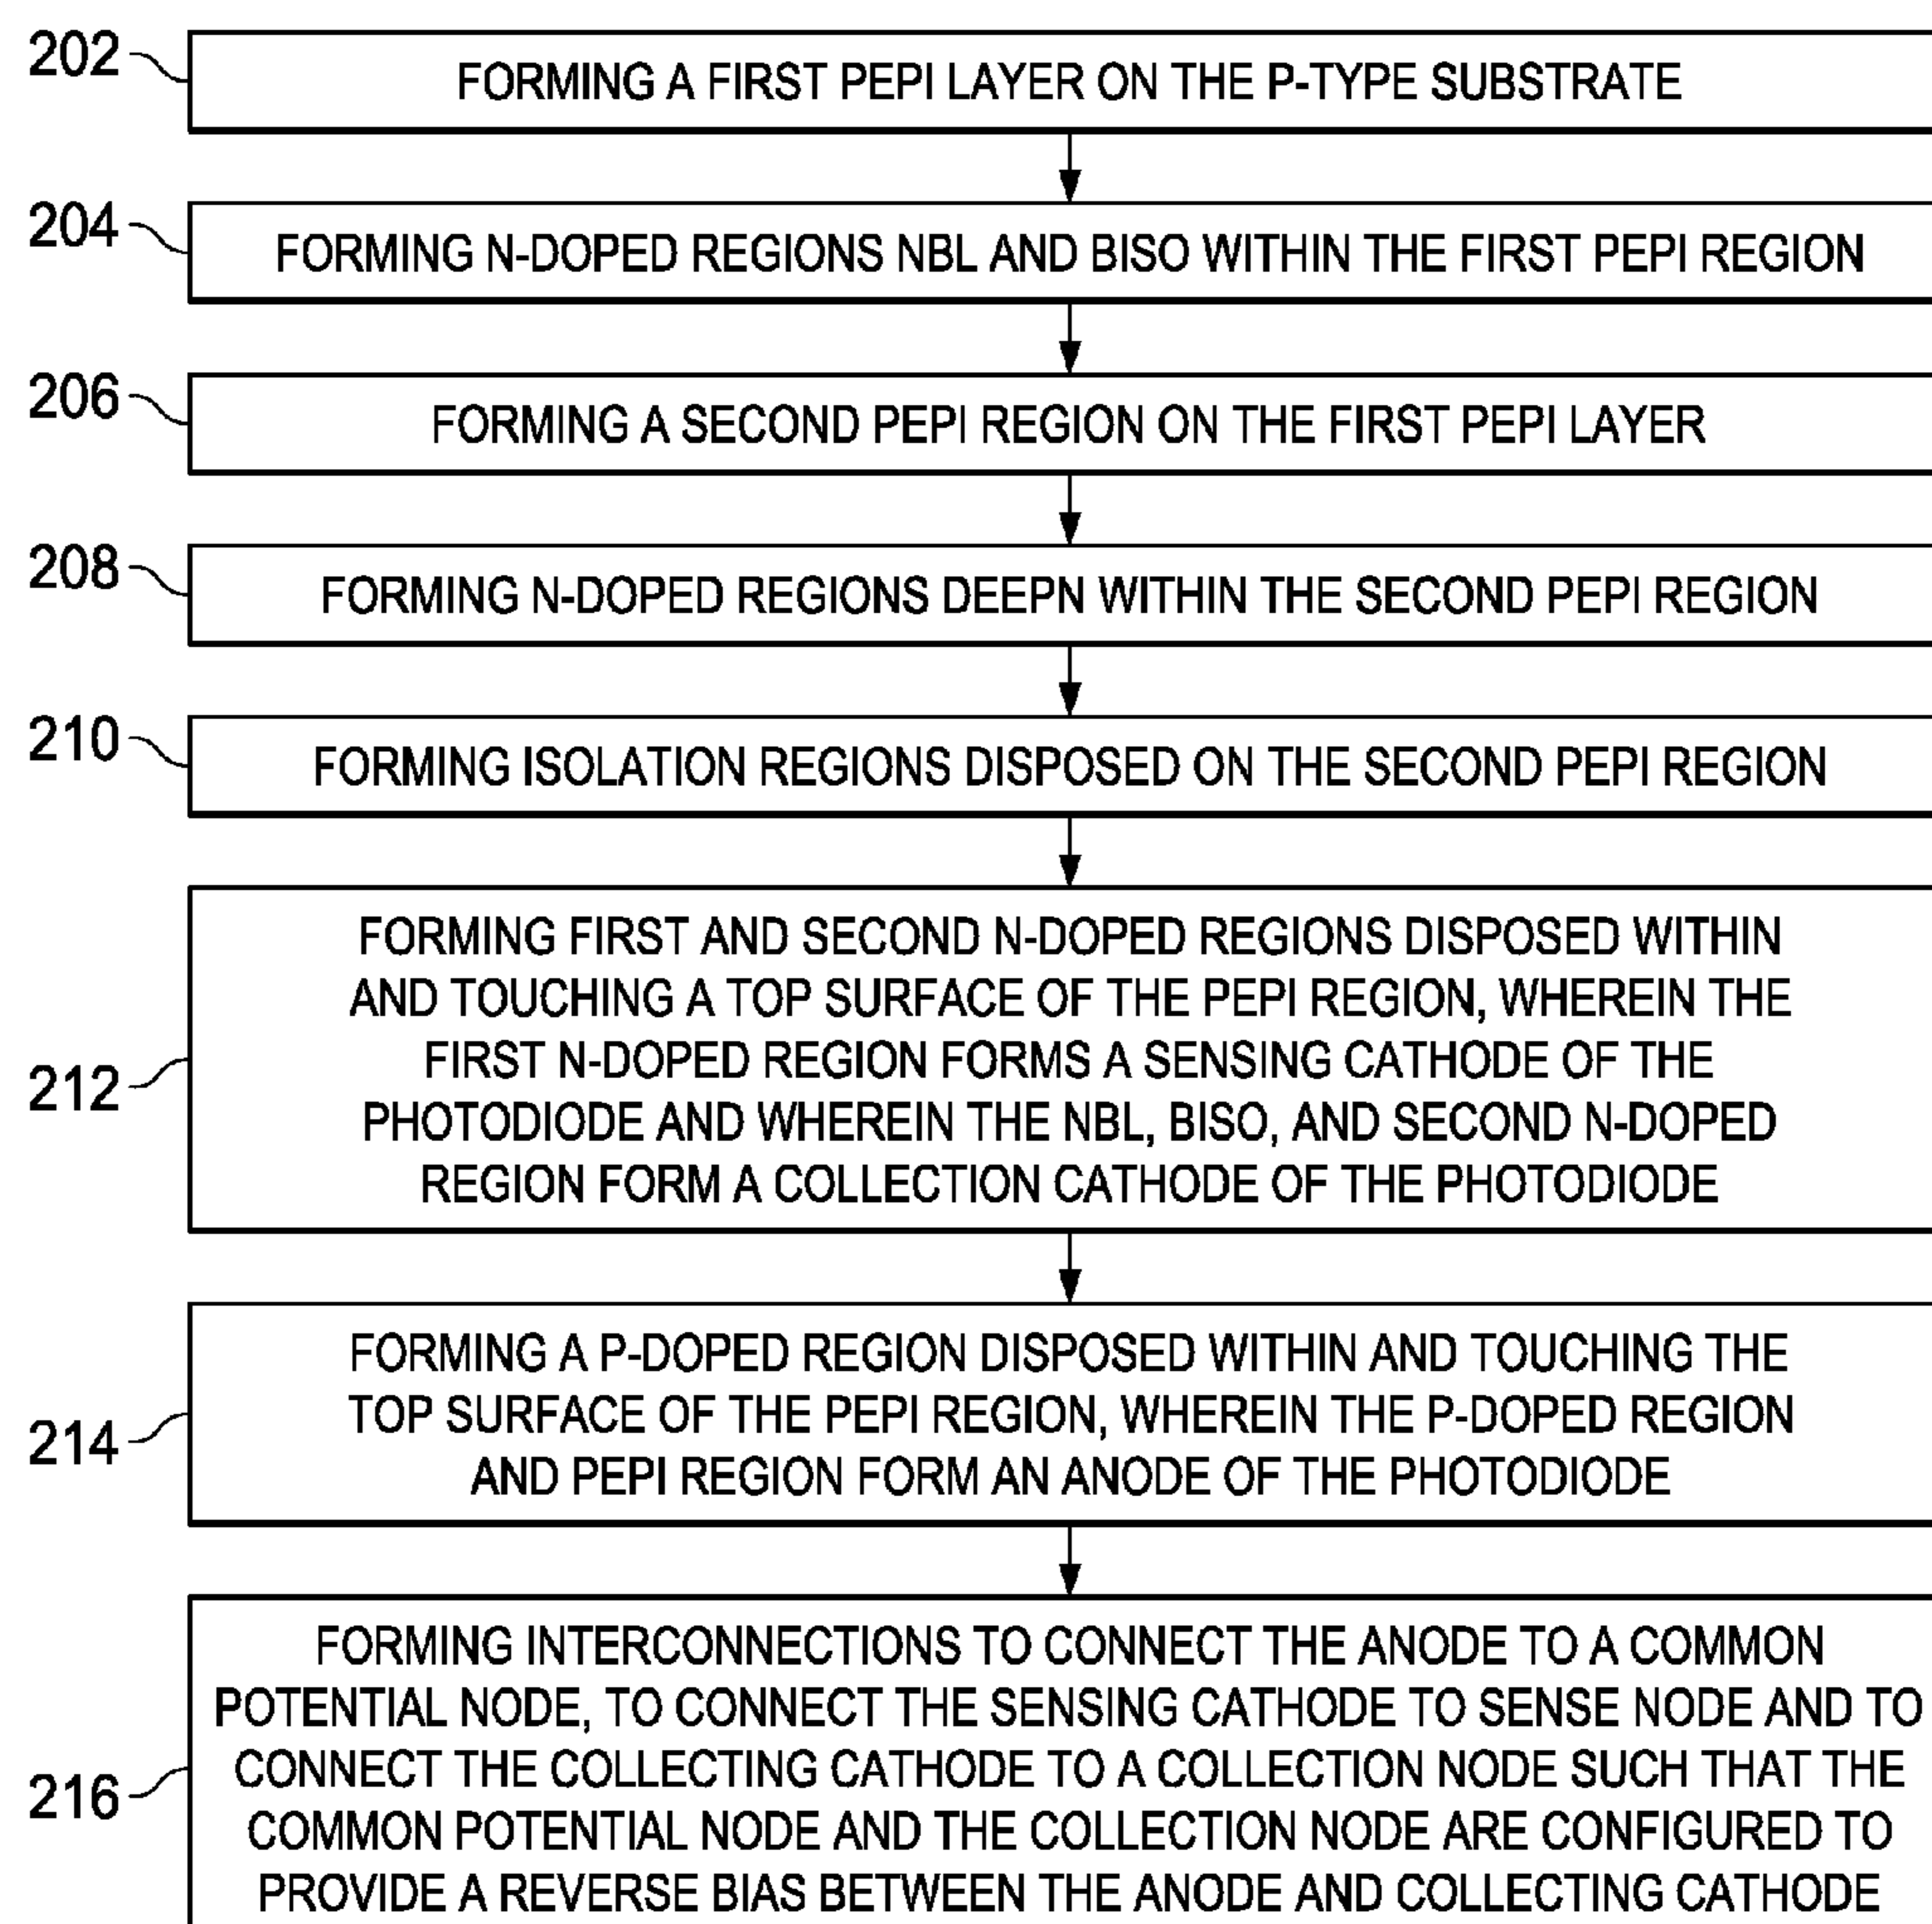 202
FORMING A FIRST PEPI LAYER ON THE P-TYPE SUBSTRATE
204
FORMING N-DOPED REGIONS NBL AND BISO WITHIN THE FIRST PEPI REGION
206
FORMING A SECOND PEPI REGION ON THE FIRST PEPI LAYER
208
FORMING N-DOPED REGIONS DEEPN WITHIN THE SECOND PEPI REGION
210
FORMING ISOLATION REGIONS DISPOSED ON THE SECOND PEPI REGION
212
FORMING FIRST AND SECOND N-DOPED REGIONS DISPOSED WITHIN
AND TOUCHING A TOP SURFACE OF THE PEPI REGION, WHEREIN THE
FIRST N-DOPED REGION FORMS A SENSING CATHODE OF THE
PHOTODIODE AND WHEREIN THE NBL, BISO, AND SECOND N-DOPED
REGION FORM A COLLECTION CATHODE OF THE PHOTODIODE
214
FORMING A P-DOPED REGION DISPOSED WITHIN AND TOUCHING THE
TOP SURFACE OF THE PEPI REGION, WHEREIN THE P-DOPED REGION
AND PEPI REGION FORM AN ANODE OF THE PHOTODIODE
216
FORMING INTERCONNECTIONS TO CONNECT THE ANODE TO A COMMON
POTENTIAL NODE, TO CONNECT THE SENSING CATHODE TO SENSE NODE AND TO
CONNECT THE COLLECTING CATHODE TO A COLLECTION NODE SUCH THAT THE
COMMON POTENTIAL NODE AND THE COLLECTION NODE ARE CONFIGURED TO
PROVIDE A REVERSE BIAS BETWEEN THE ANODE AND COLLECTING CATHODE